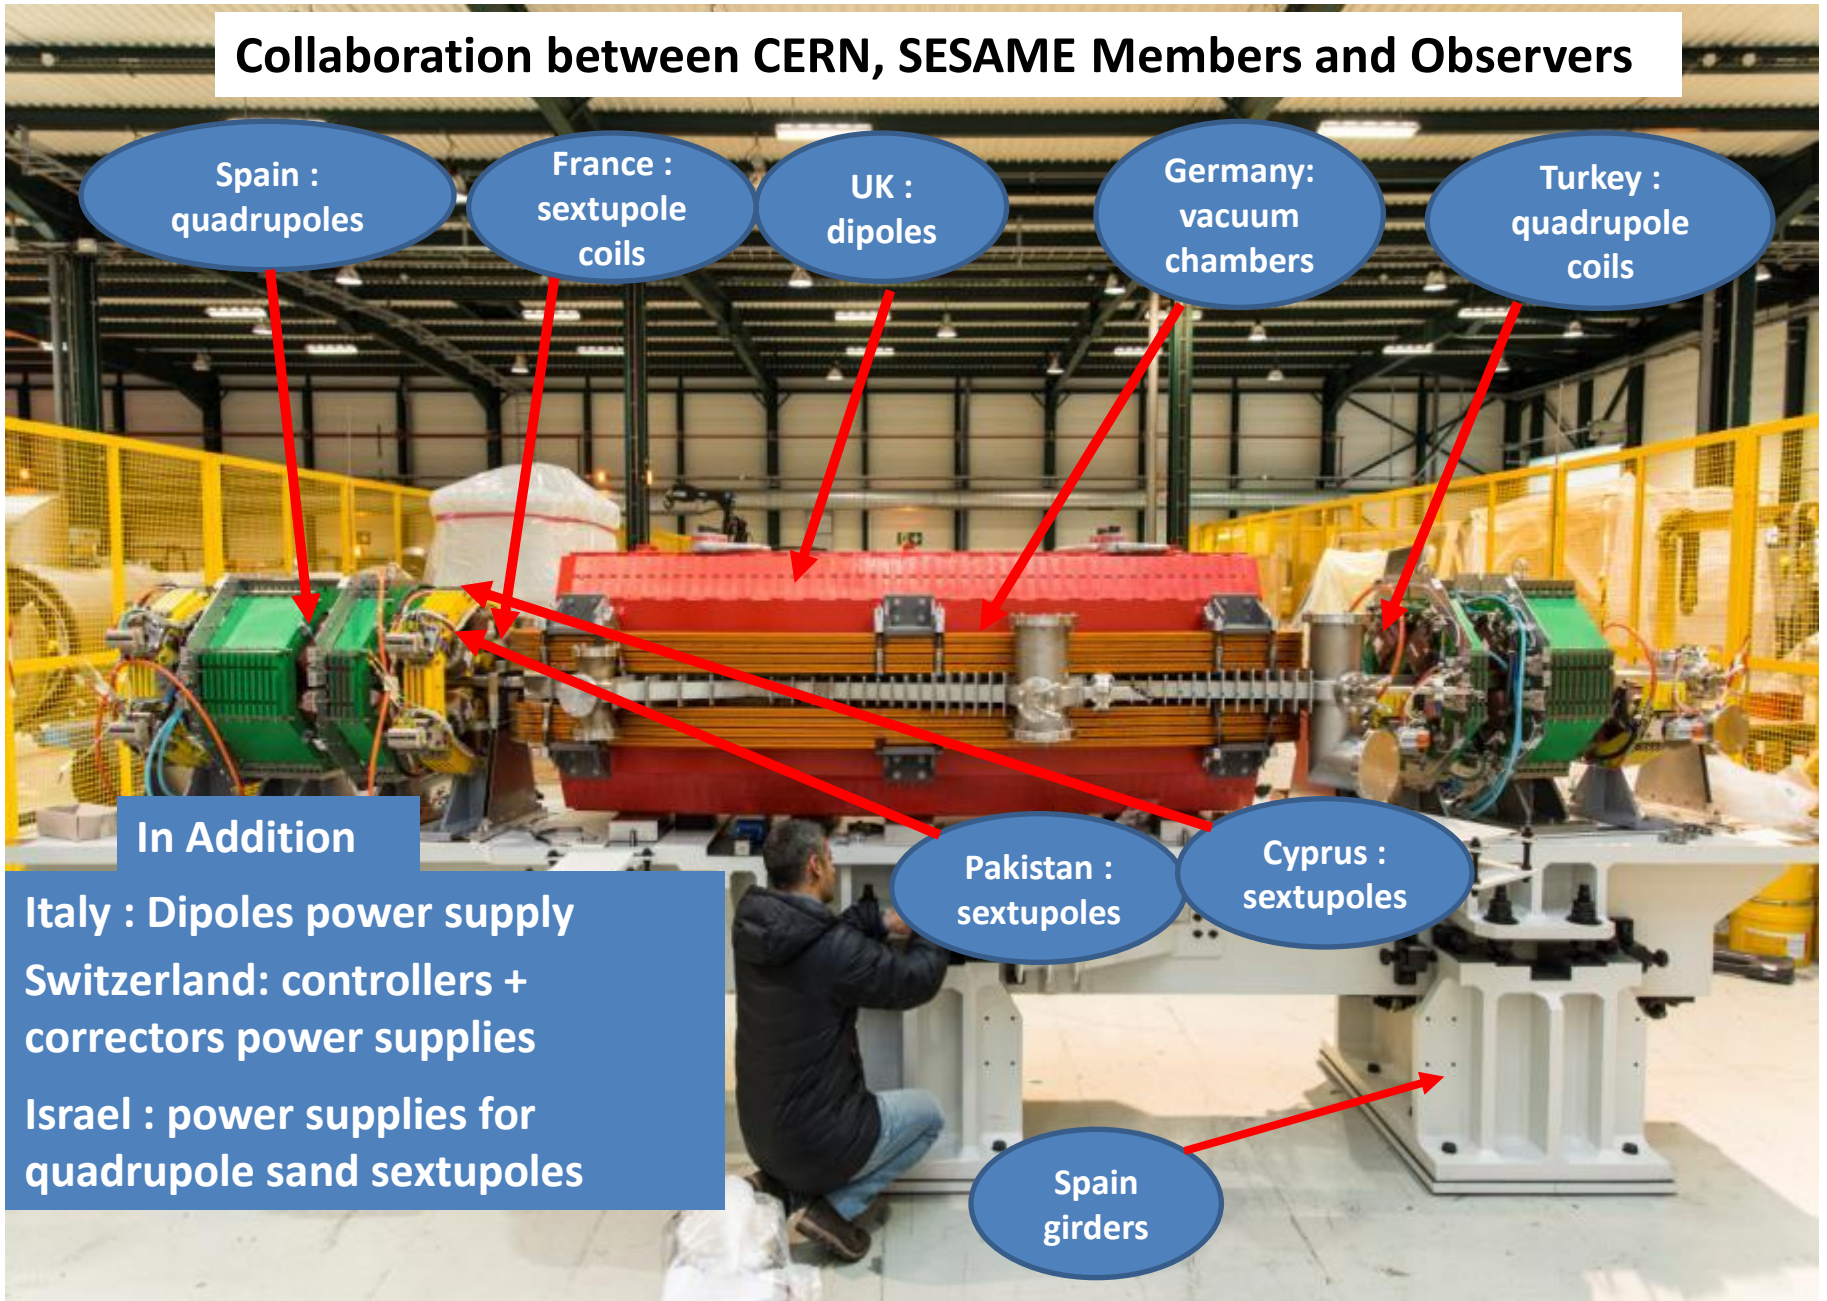 Collaboration between CERN, SESAME Members and Observers
Spain :
quadrupoles
France :
sextupole
coils
UK :
dipoles
Germany:
vacuum
chambers
Turkey :
quadrupole
coils
In Addition
Italy : Dipoles power supply
Switzerland: controllers +
correctors power supplies
Israel : power supplies for
quadrupole sand sextupoles
Pakistan :
sextupoles
Cyprus :
sextupoles
Spain
girders